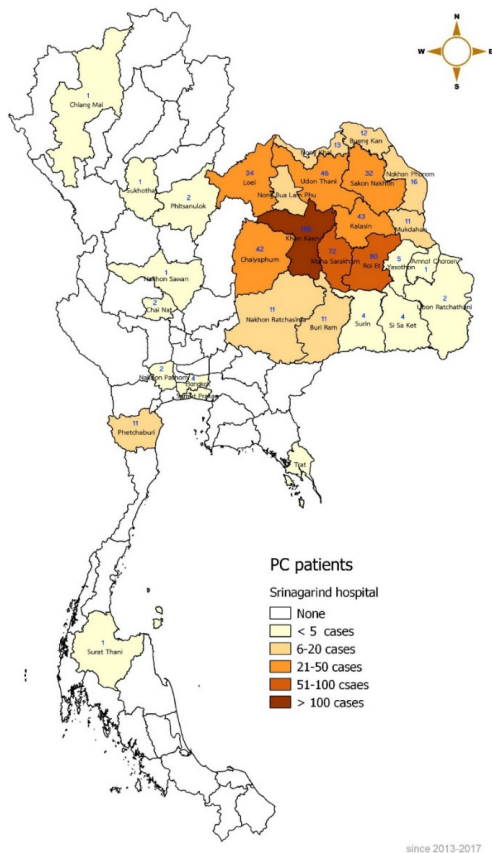 N
W
E
S
1
Chiang Mai
1
Sukhothai
2
Phitsanulok
1
Nakhon Sawan
2
Chai Nat
2
Nakhon Pathom
4
11
Phetchaburi
Trat
1
Surat Thani
34
Loei
46
Udon Thani
13
12
Bueng Kan
32
Sakon Nakhon
Nakhon Phanom
16
Nong Bua Lam Phu
Khon Kaen
43
Kalasin
11
Mukdahan
42
Chaiyaphum
72
Maha Sarakham
80
Roi Et
5
Yasothon
Amnat Charoen
1
2
Ubon Ratchathani
11
Nakhon Ratchasima
11
Buri Ram
4
Surin
4
Si Sa Ket
PC patients
Srinagarind hospital
None
< 5 cases
6-20 cases
21-50 cases
51-100 csaes
> 100 cases
since 2013-2017